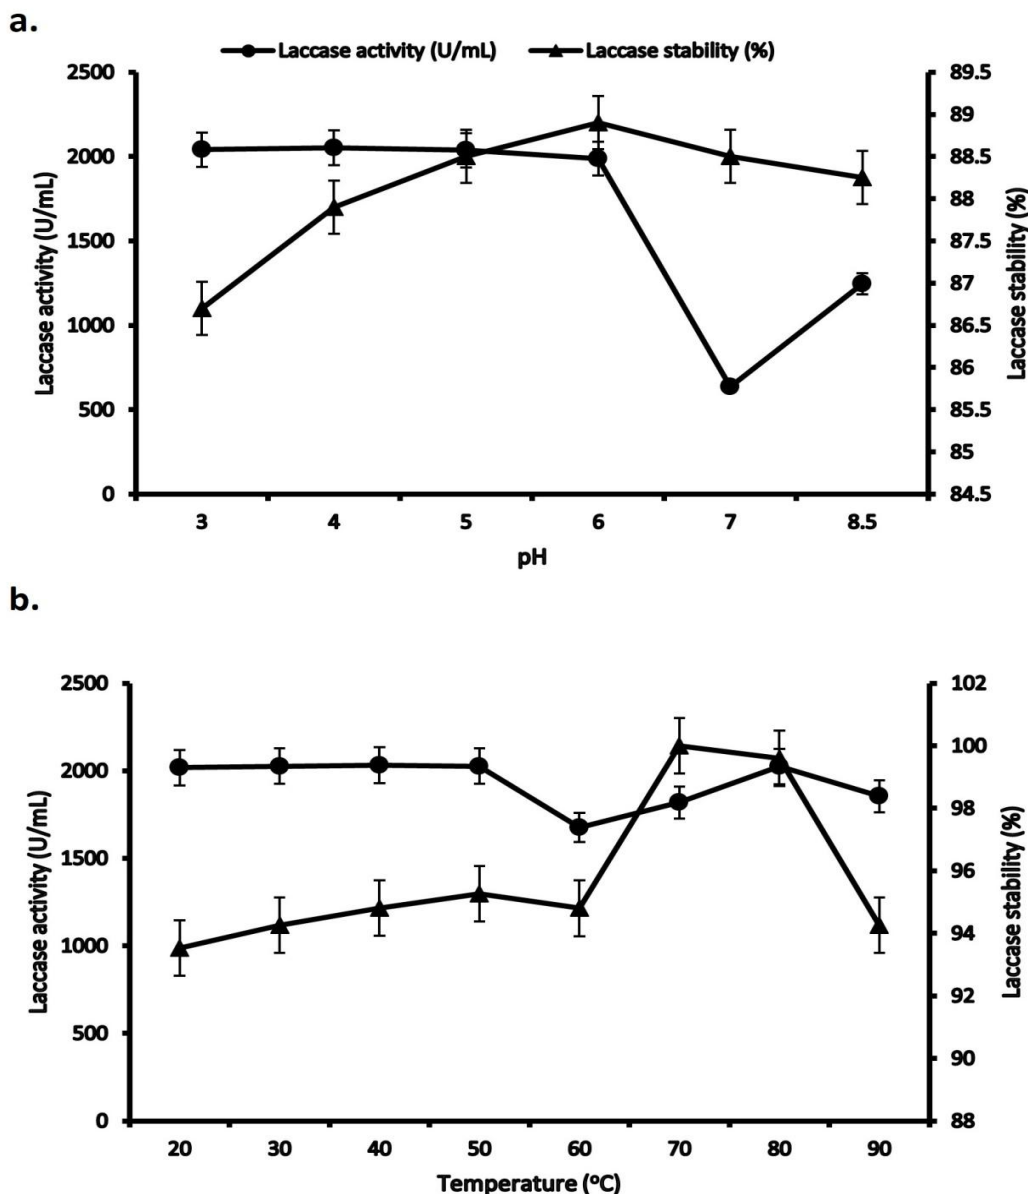 a.
Laccase activity (U/mL) Laccase stability (%)
2500
2000
1500
1000
500
0
Laccase activity (U/mL)
89.5
89
88.5
88
87.5
87
86.5
86
85.5
85
84.5
Laccase stability (%)
3 4 5 6 7 8.5
pH
b.
2500
2000
1500
1000
500
0
Laccase activity (U/mL)
102
100
98
96
94
92
90
88
Laccase stability (%)
20 30 40 50 60 70 80 90
Temperature (ºC)